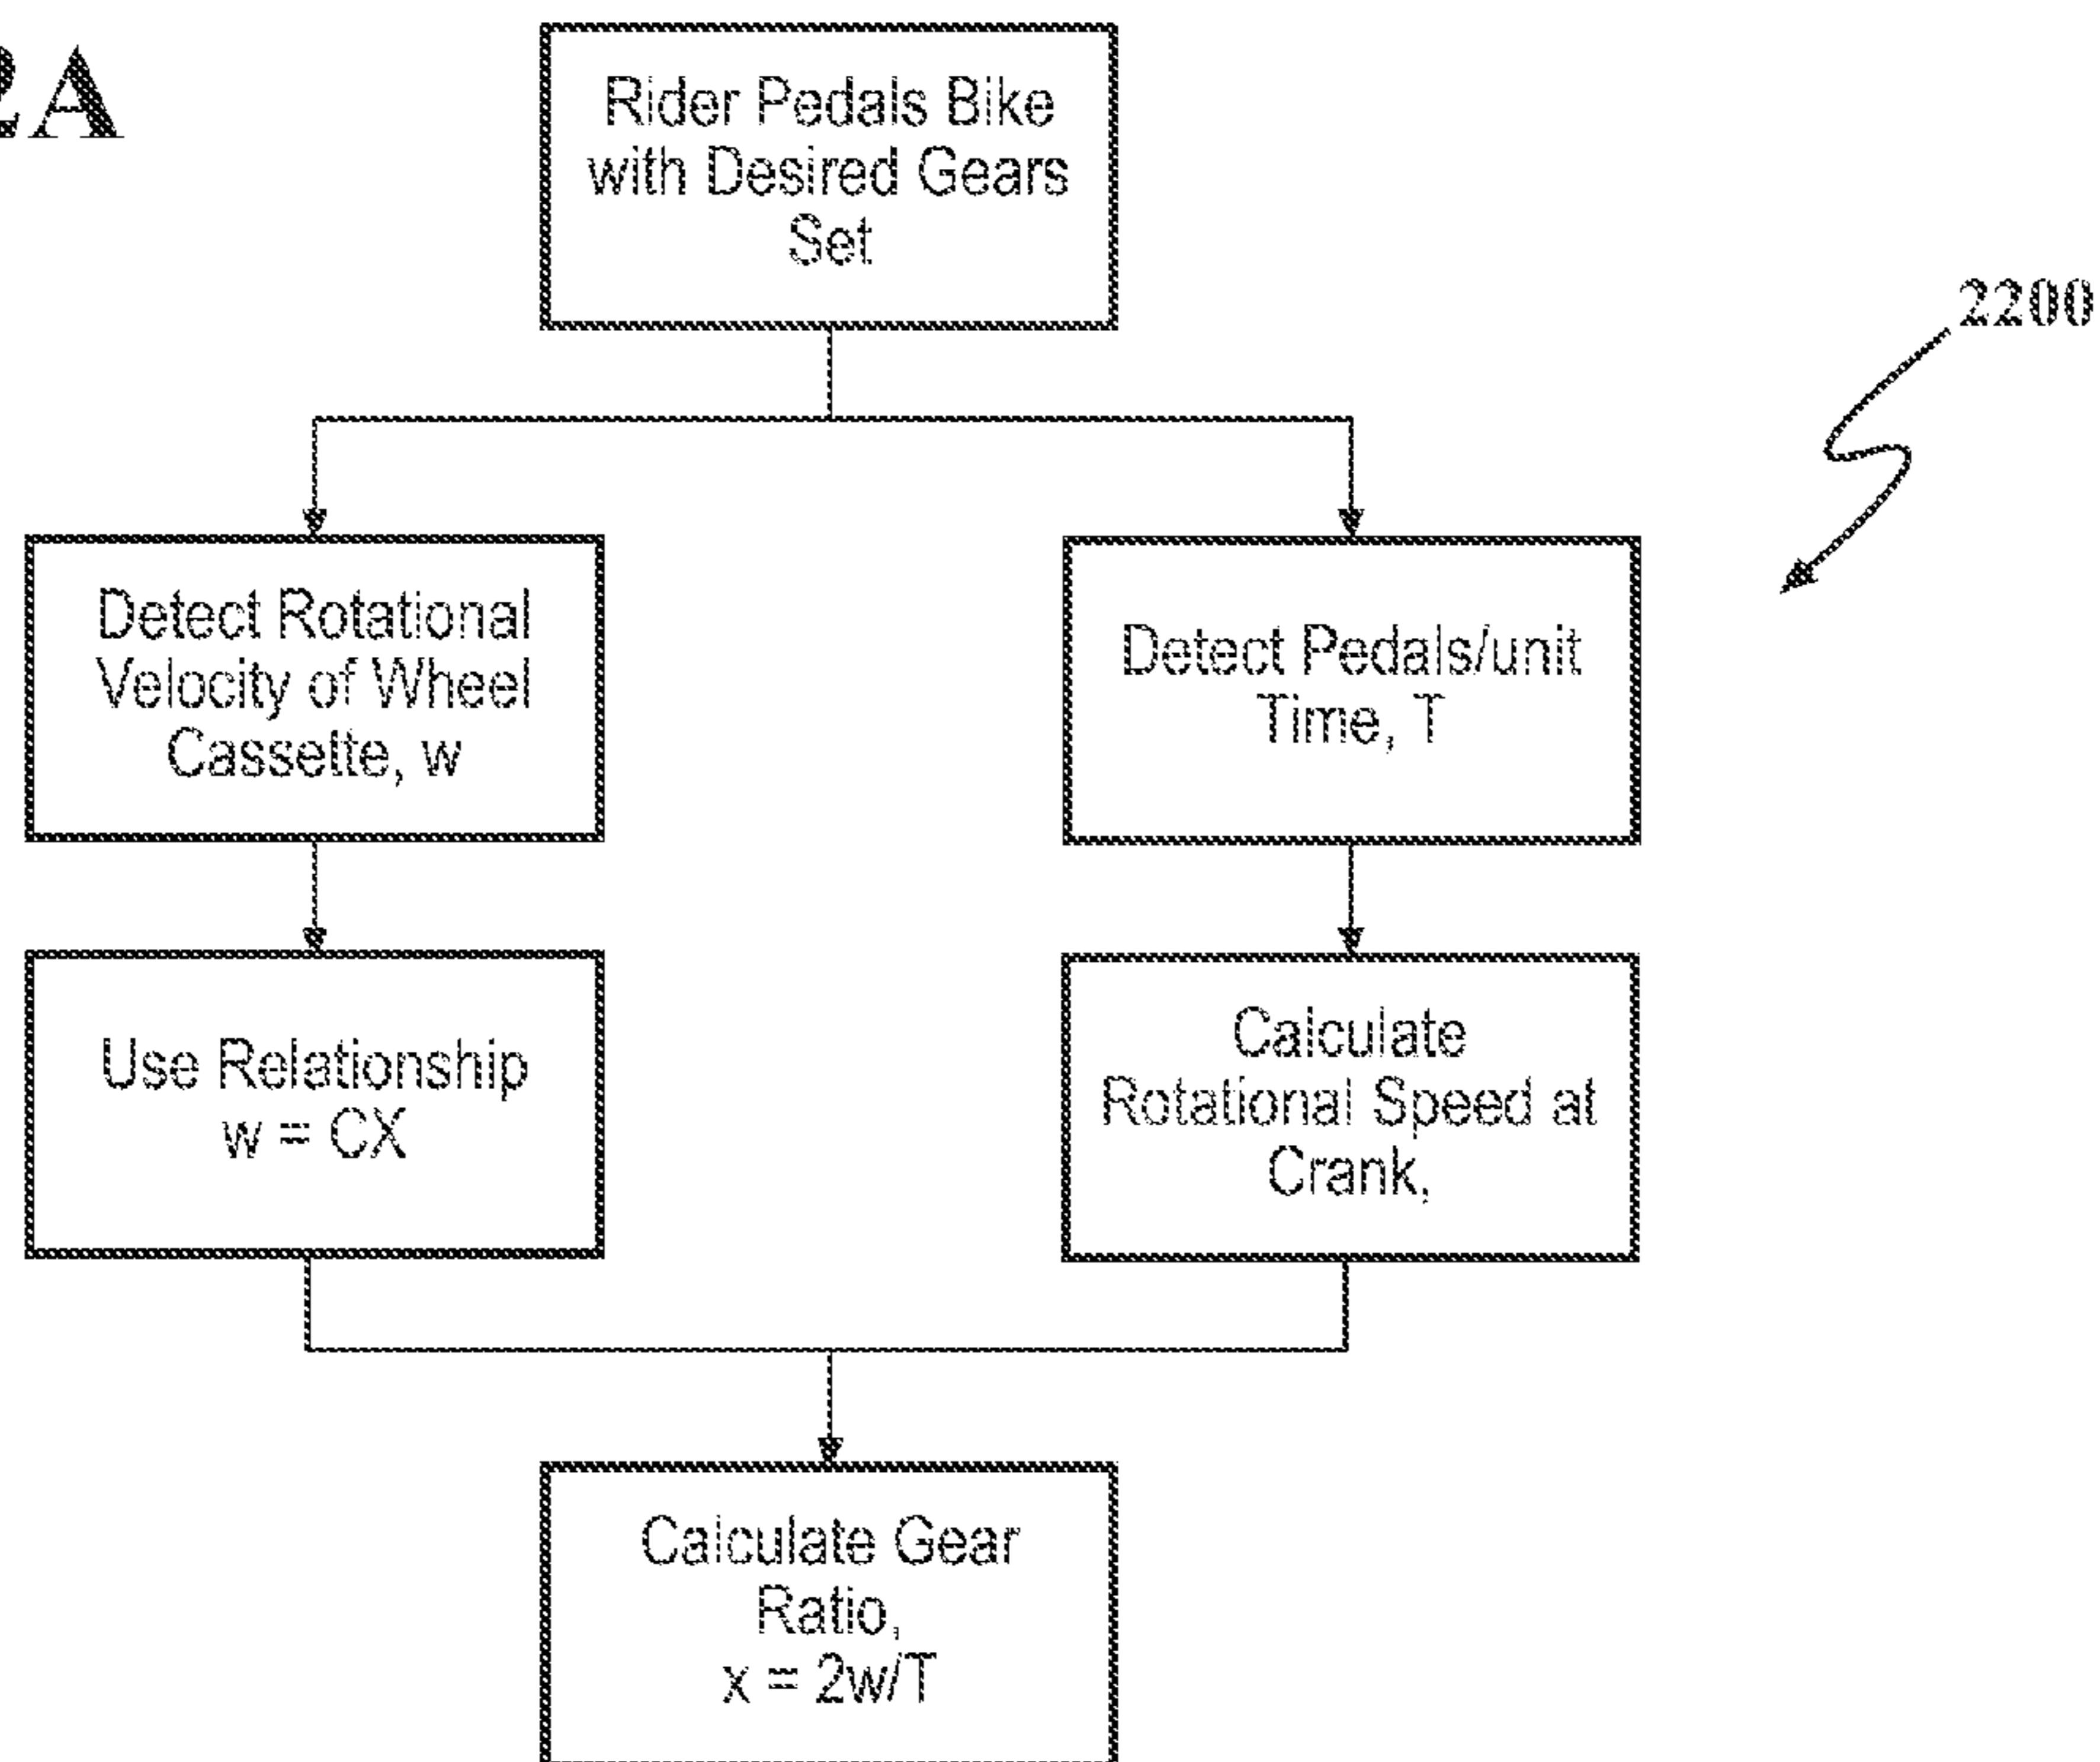 2A
Rider Pedals Bike
with Desired Gears
Set
2200
Detect Rotational
Velocity of Wheel
Cassette, w
Detect Pedals/unit
Time, T
Use Relationship
w = CX
Calculate
Rotational Speed at
Crank,
Calculate Gear
Ratio,
x = 2w/T